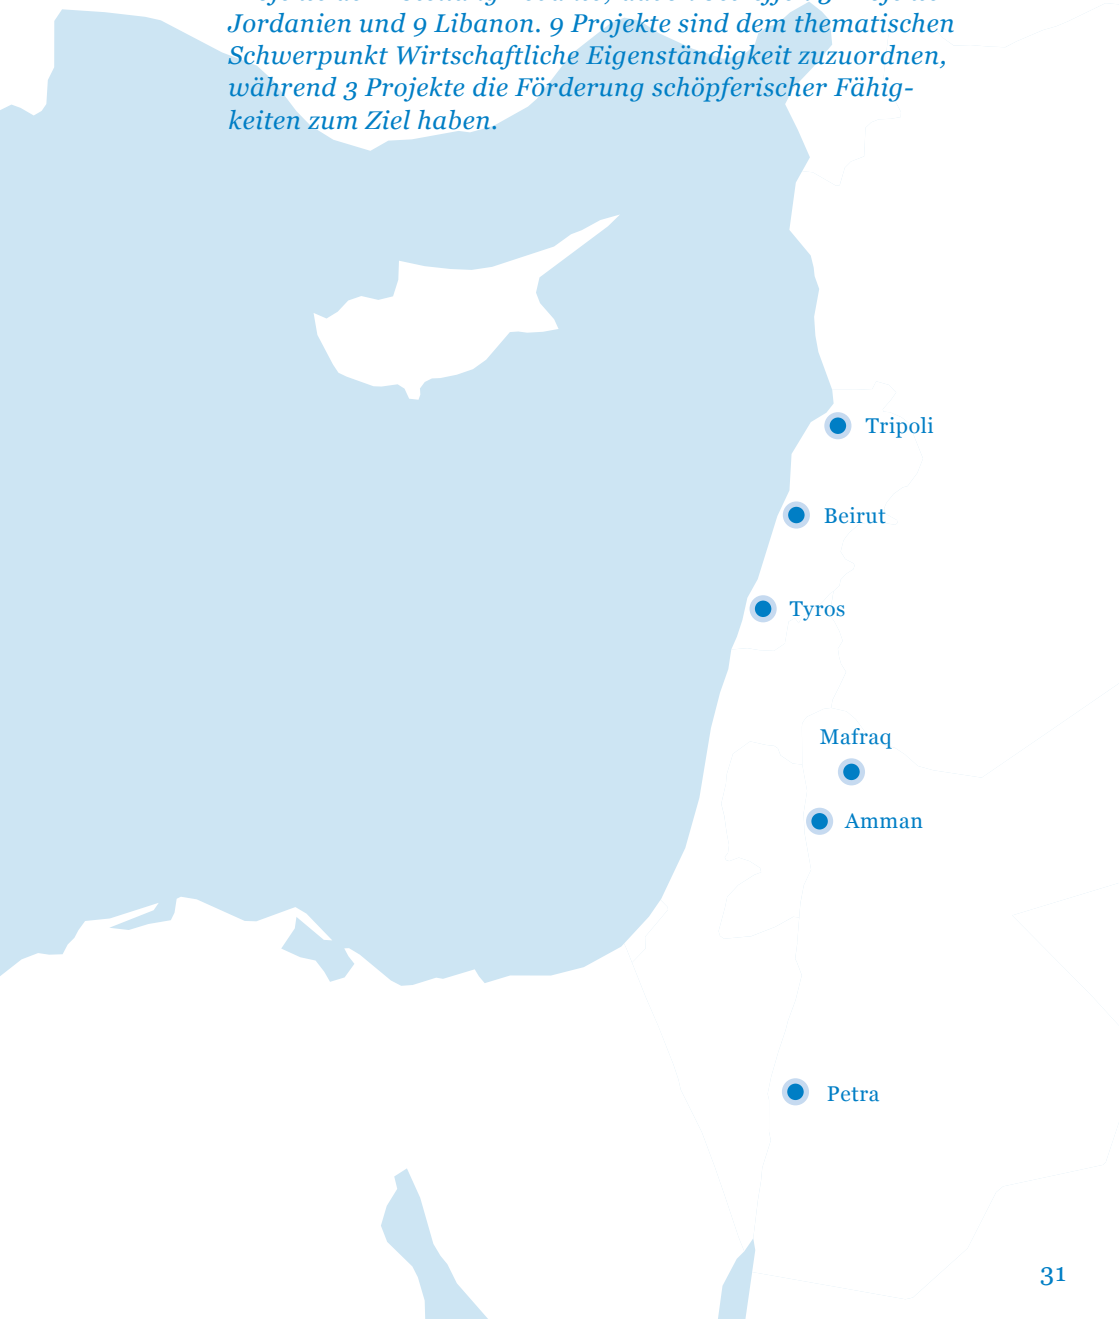 Jordanien und 9 Libanon. 9 Projekte sind dem thematischen
Schwerpunkt Wirtschaftliche Eigenständigkeit zuzuordnen,
während 3 Projekte die Förderung schöpferischer Fähig-
keiten zum Ziel haben.
Tripoli
Beirut
Tyros
Mafraq
Amman
Petra
31